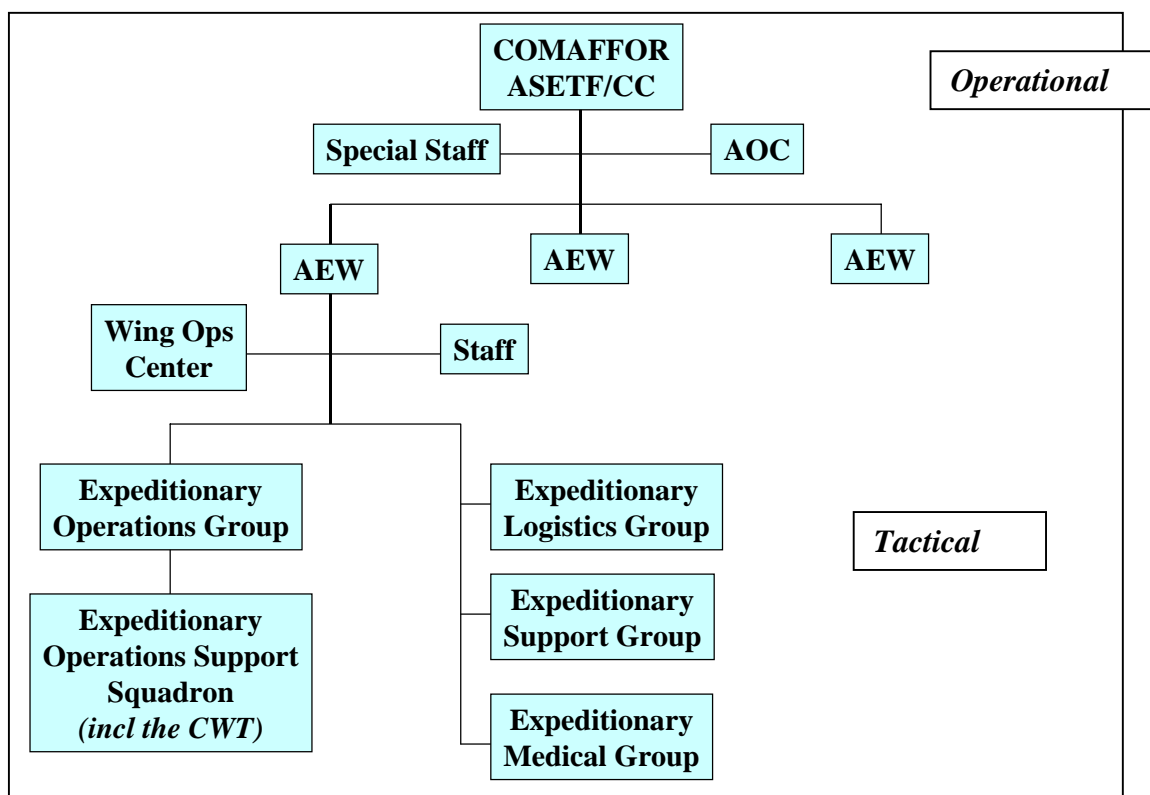 COMAFFOR
ASETF/CC
Operational
Special Staff
AOC
AEW
AEW
AEW
Wing Ops
Center
Staff
Expeditionary
Operations Group
Expeditionary
Logistics Group
Tactical
Expeditionary
Operations Support
Squadron
(incl the CWT)
Expeditionary
Support Group
Expeditionary
Medical Group